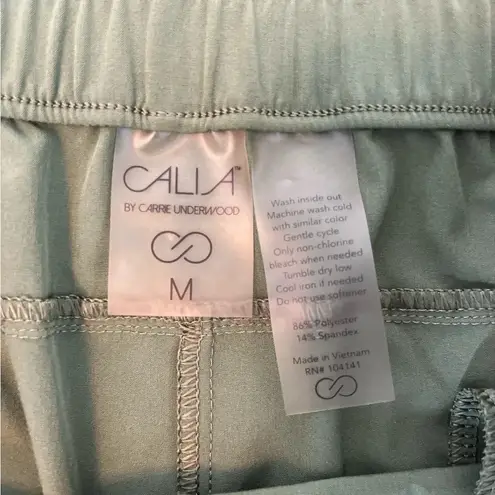 CALIA™
BY CARRIE UNDERWOOD
M
Wash inside out
Machine wash cold
with similar color
Gentle cycle
Only non-chlorine
bleach when needed
Tumble dry low
Cool iron if needed
Do not use softener
86% Polyester
14% Spandex
Made in Vietnam
RN# 104141